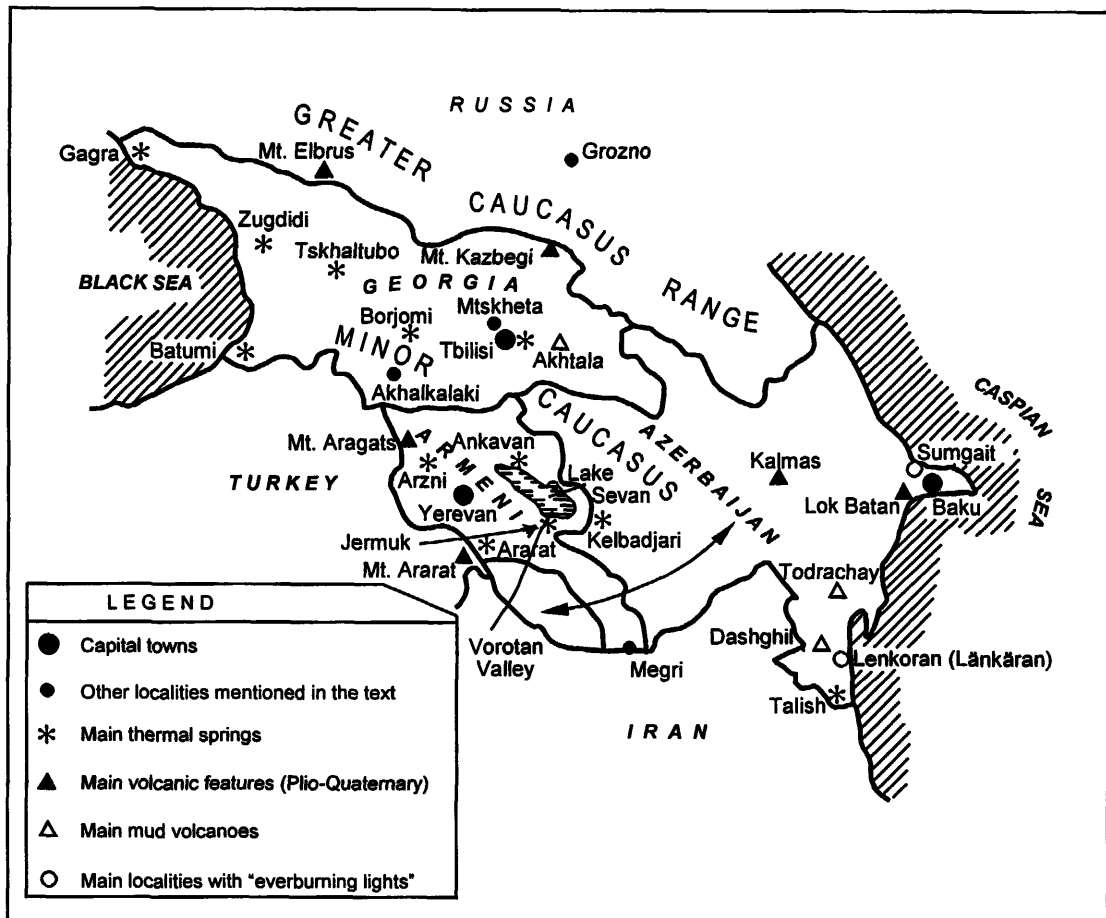 RUSSIA
GREATER
CAUCASUS
RANGE
Gagra
Mt. Elbrus
Grozno
Zugdidi
Tskhaltubo
Mt. Kazbegi
BLACK SEA
GEORGIA
Mtskheta
Borjomi
MINOR
Tbilisi
Akhtala
Batumi
Akhalkalaki
CAUCASUS
CASPIAN
SEA
Mt. Aragats
ARMENI
Ankavan
AZERBAIJAN
Sumgait
Kalmas
TURKEY
Arzni
Lake
Sevan
Lok Batan
Baku
Yerevan
Kelbadjari
Jermuk
Ararat
Mt. Ararat
Todrachay
Vorotan
Valley
Dashghil
Lenkoran (Länkäran)
Megri
Talish
IRAN
LEGEND
Capital towns
Other localities mentioned in the text
Main thermal springs
Main volcanic features (Plio-Quaternary)
Main mud volcanoes
Main localities with "everburning lights"